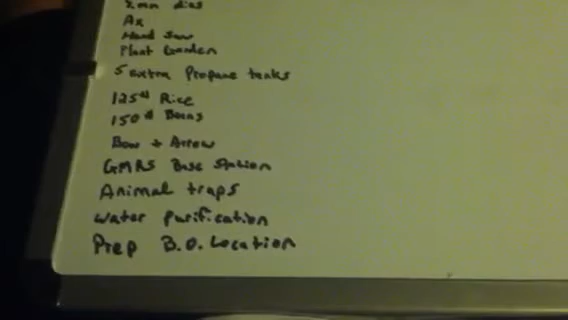 Ax
Hand Saw
Plant Garden
5 extra Propane tanks
125# Rice
150# Beans
Bow + Arrow
GMRS Base Station
Animal traps
water purification
Prep B.O. Location